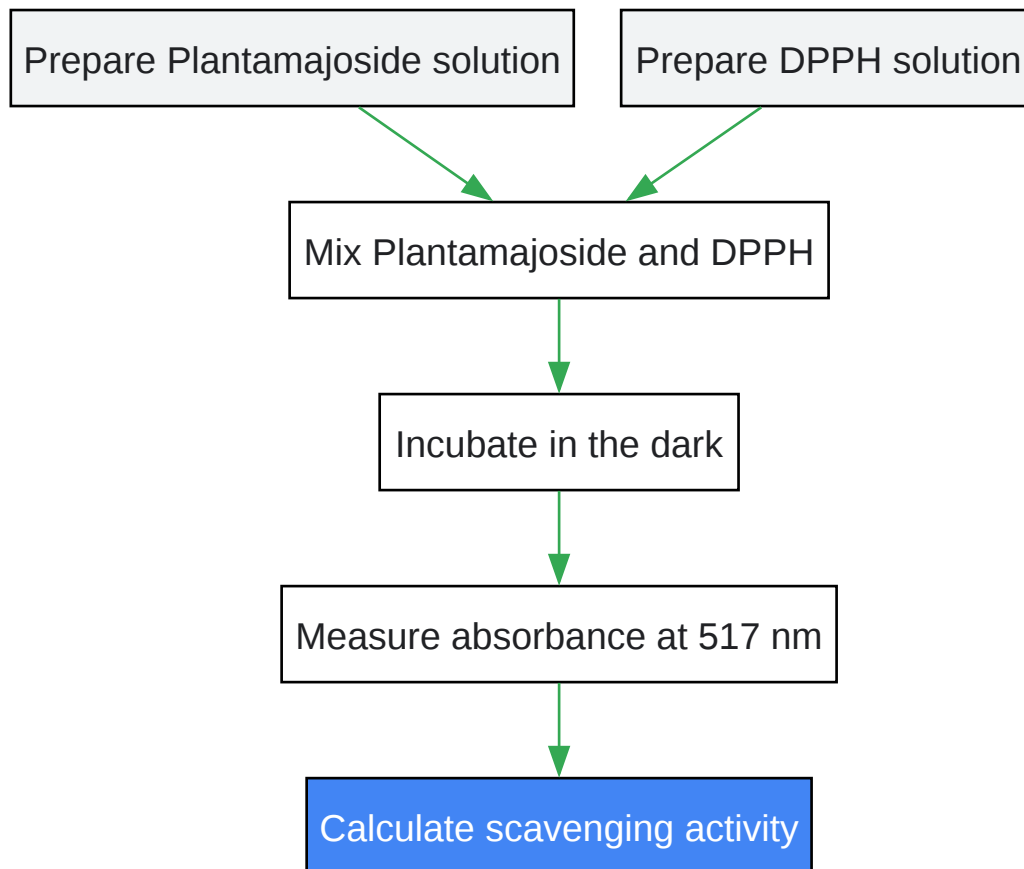 Prepare Plantamajoside solution
Prepare DPPH solution
Mix Plantamajoside and DPPH
Incubate in the dark
Measure absorbance at 517 nm
Calculate scavenging activity